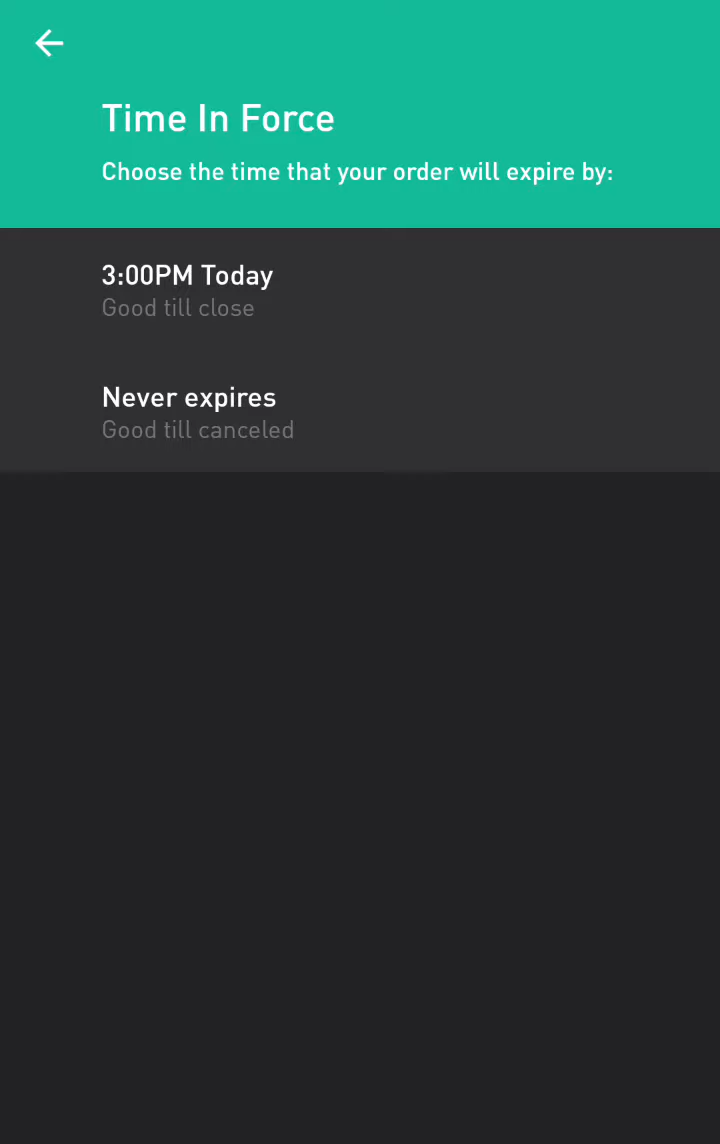 Time In Force
Choose the time that your order will expire by:
3:00PM Today
Good till close
Never expires
Good till canceled